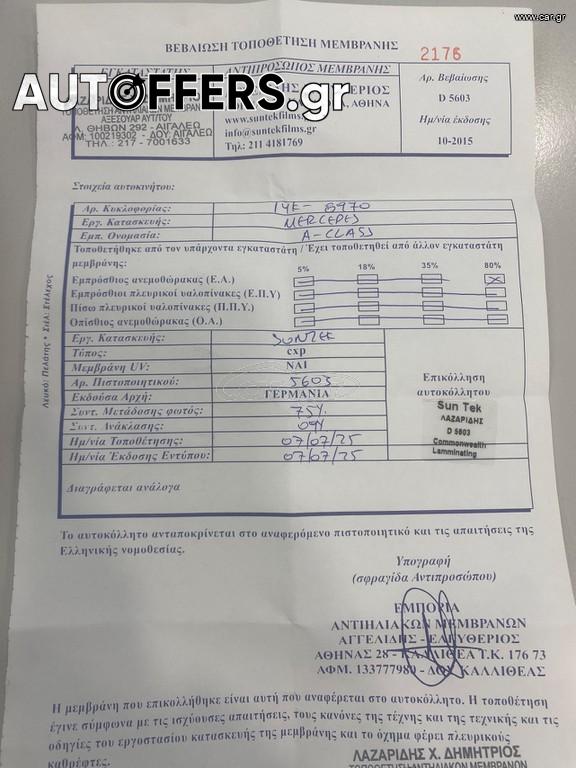 www.car.gr
ΒΕΒΑΙΩΣΗ ΤΟΠΟΘΕΤΗΣΗ ΜΕΜΒΡΑΝΗΣ
2176
ΕΓΚΑΤΑΣΤΑΤΗΣ
ΑΝΤΙΠΡΟΣΩΠΟΣ ΜΕΜΒΡΑΝΗΣ
Αρ. Βεβαίωσης
AUTOFFERS.gr
D 5603
ΑΞΕΣΟΥΑΡ ΑΥΤ/ΤΟΥ
Λ. ΘΗΒΩΝ 292 - ΑΙΓΑΛΕΩ
ΑΦΜ: 100219302 - ΔΟΥ: ΑΙΓΑΛΕΩ
ΤΗΛ.: 217 - 7001633
www.suntekfilms.gr
info@suntekfilms.gr
Τηλ: 211 4181769
Ημ/νία έκδοσης
10-2015
Στοιχεία αυτοκινήτου:
Αρ. Κυκλοφορίας: ΙΥΕ - 8970
Εργ. Κατασκευής: MERCEDES
Εμπ. Ονομασία: A-CLASS
Τοποθετήθηκε από τον υπάρχοντα εγκαταστάτη / Έχει τοποθετηθεί από άλλον εγκαταστάτη
μεμβράνης: 5% 18% 35% 80%
Εμπρόσθιος ανεμοθώρακας (Ε.Α.)
Εμπρόσθιοι πλευρικοί υαλοπίνακες (Ε.Π.Υ)
Πίσω πλευρικοί υαλοπίνακες (Π.Π.Υ)
Οπίσθιος ανεμοθώρακας (Ο.Α.)
Εργ. Κατασκευής: SUNTEK
Τύπος: cxp
Μεμβράνη UV: ΝΑΙ
Αρ. Πιστοποιητικού: 5603
Εκδούσα Αρχή: ΓΕΡΜΑΝΙΑ
Συντ. Μετάδοσης φωτός: 75%
Συντ. Ανάκλασης: 09%
Ημ/νία Τοποθέτησης: 07/07/25
Ημ/νία Έκδοσης Εντύπου: 07/07/25
Επικόλληση
αυτοκόλλητου
Sun Tek
ΛΑΖΑΡΙΔΗΣ
D 5603
Commonwealth
Lamminating
Διαγράφεται ανάλογα
Λευκό: Πελάτης * Σιέλ: Στέλεχος
Το αυτοκόλλητο ανταποκρίνεται στο αναφερόμενο πιστοποιητικό και τις απαιτήσεις της
Ελληνικής νομοθεσίας.
Υπογραφή
(σφραγίδα Αντιπροσώπου)
ΕΜΠΟΡΙΑ
ΑΝΤΙΗΛΙΑΚΩΝ ΜΕΜΒΡΑΝΩΝ
ΑΓΓΕΛΙΔΗΣ - ΕΛΕΥΘΕΡΙΟΣ
ΑΘΗΝΑΣ 28 - ΚΑΛΛΙΘΕΑ Τ.Κ. 176 73
ΑΦΜ. 133777980 - ΔΟΥ ΚΑΛΛΙΘΕΑΣ
Η μεμβράνη που επικολλήθηκε είναι αυτή που αναφέρεται στο αυτοκόλλητο. Η τοποθέτηση
έγινε σύμφωνα με τις ισχύουσες απαιτήσεις, τους κανόνες της τέχνης και της τεχνικής και τις
οδηγίες του εργοστασίου κατασκευής της μεμβράνης και το όχημα φέρει πλευρικούς
καθρέφτες.
ΛΑΖΑΡΙΔΗΣ Χ. ΔΗΜΗΤΡΙΟΣ